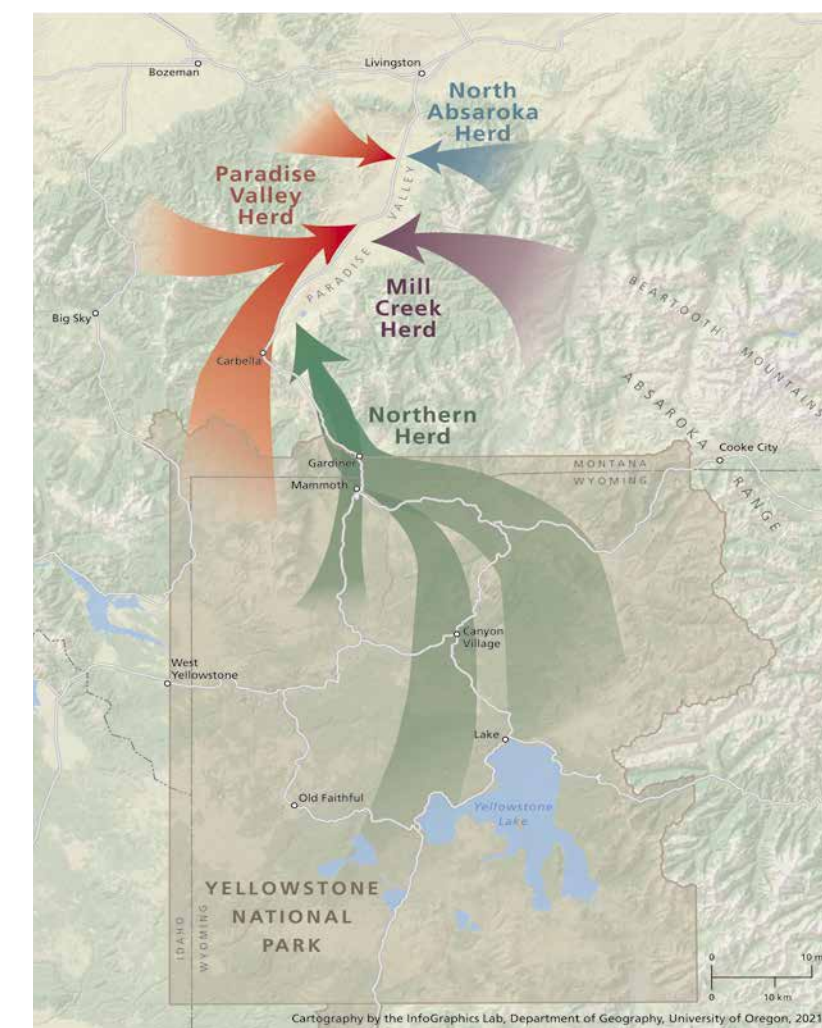 Bozeman
Livingston
North
Absaroka
Herd
Paradise
Valley
Herd
PARADISE VALLEY
Mill
Creek
Herd
Big Sky
Carbella
BEARTOOTH MOUNTAINS
ABSAROKA RANGE
Northern
Herd
Cooke City
Gardiner
MONTANA
WYOMING
Mammoth
Canyon
Village
West
Yellowstone
Lake
Old Faithful
Yellowstone
Lake
YELLOWSTONE
NATIONAL
PARK
IDAHO
WYOMING
0 10 m
0 10 km
Cartography by the InfoGraphics Lab, Department of Geography, University of Oregon, 2021